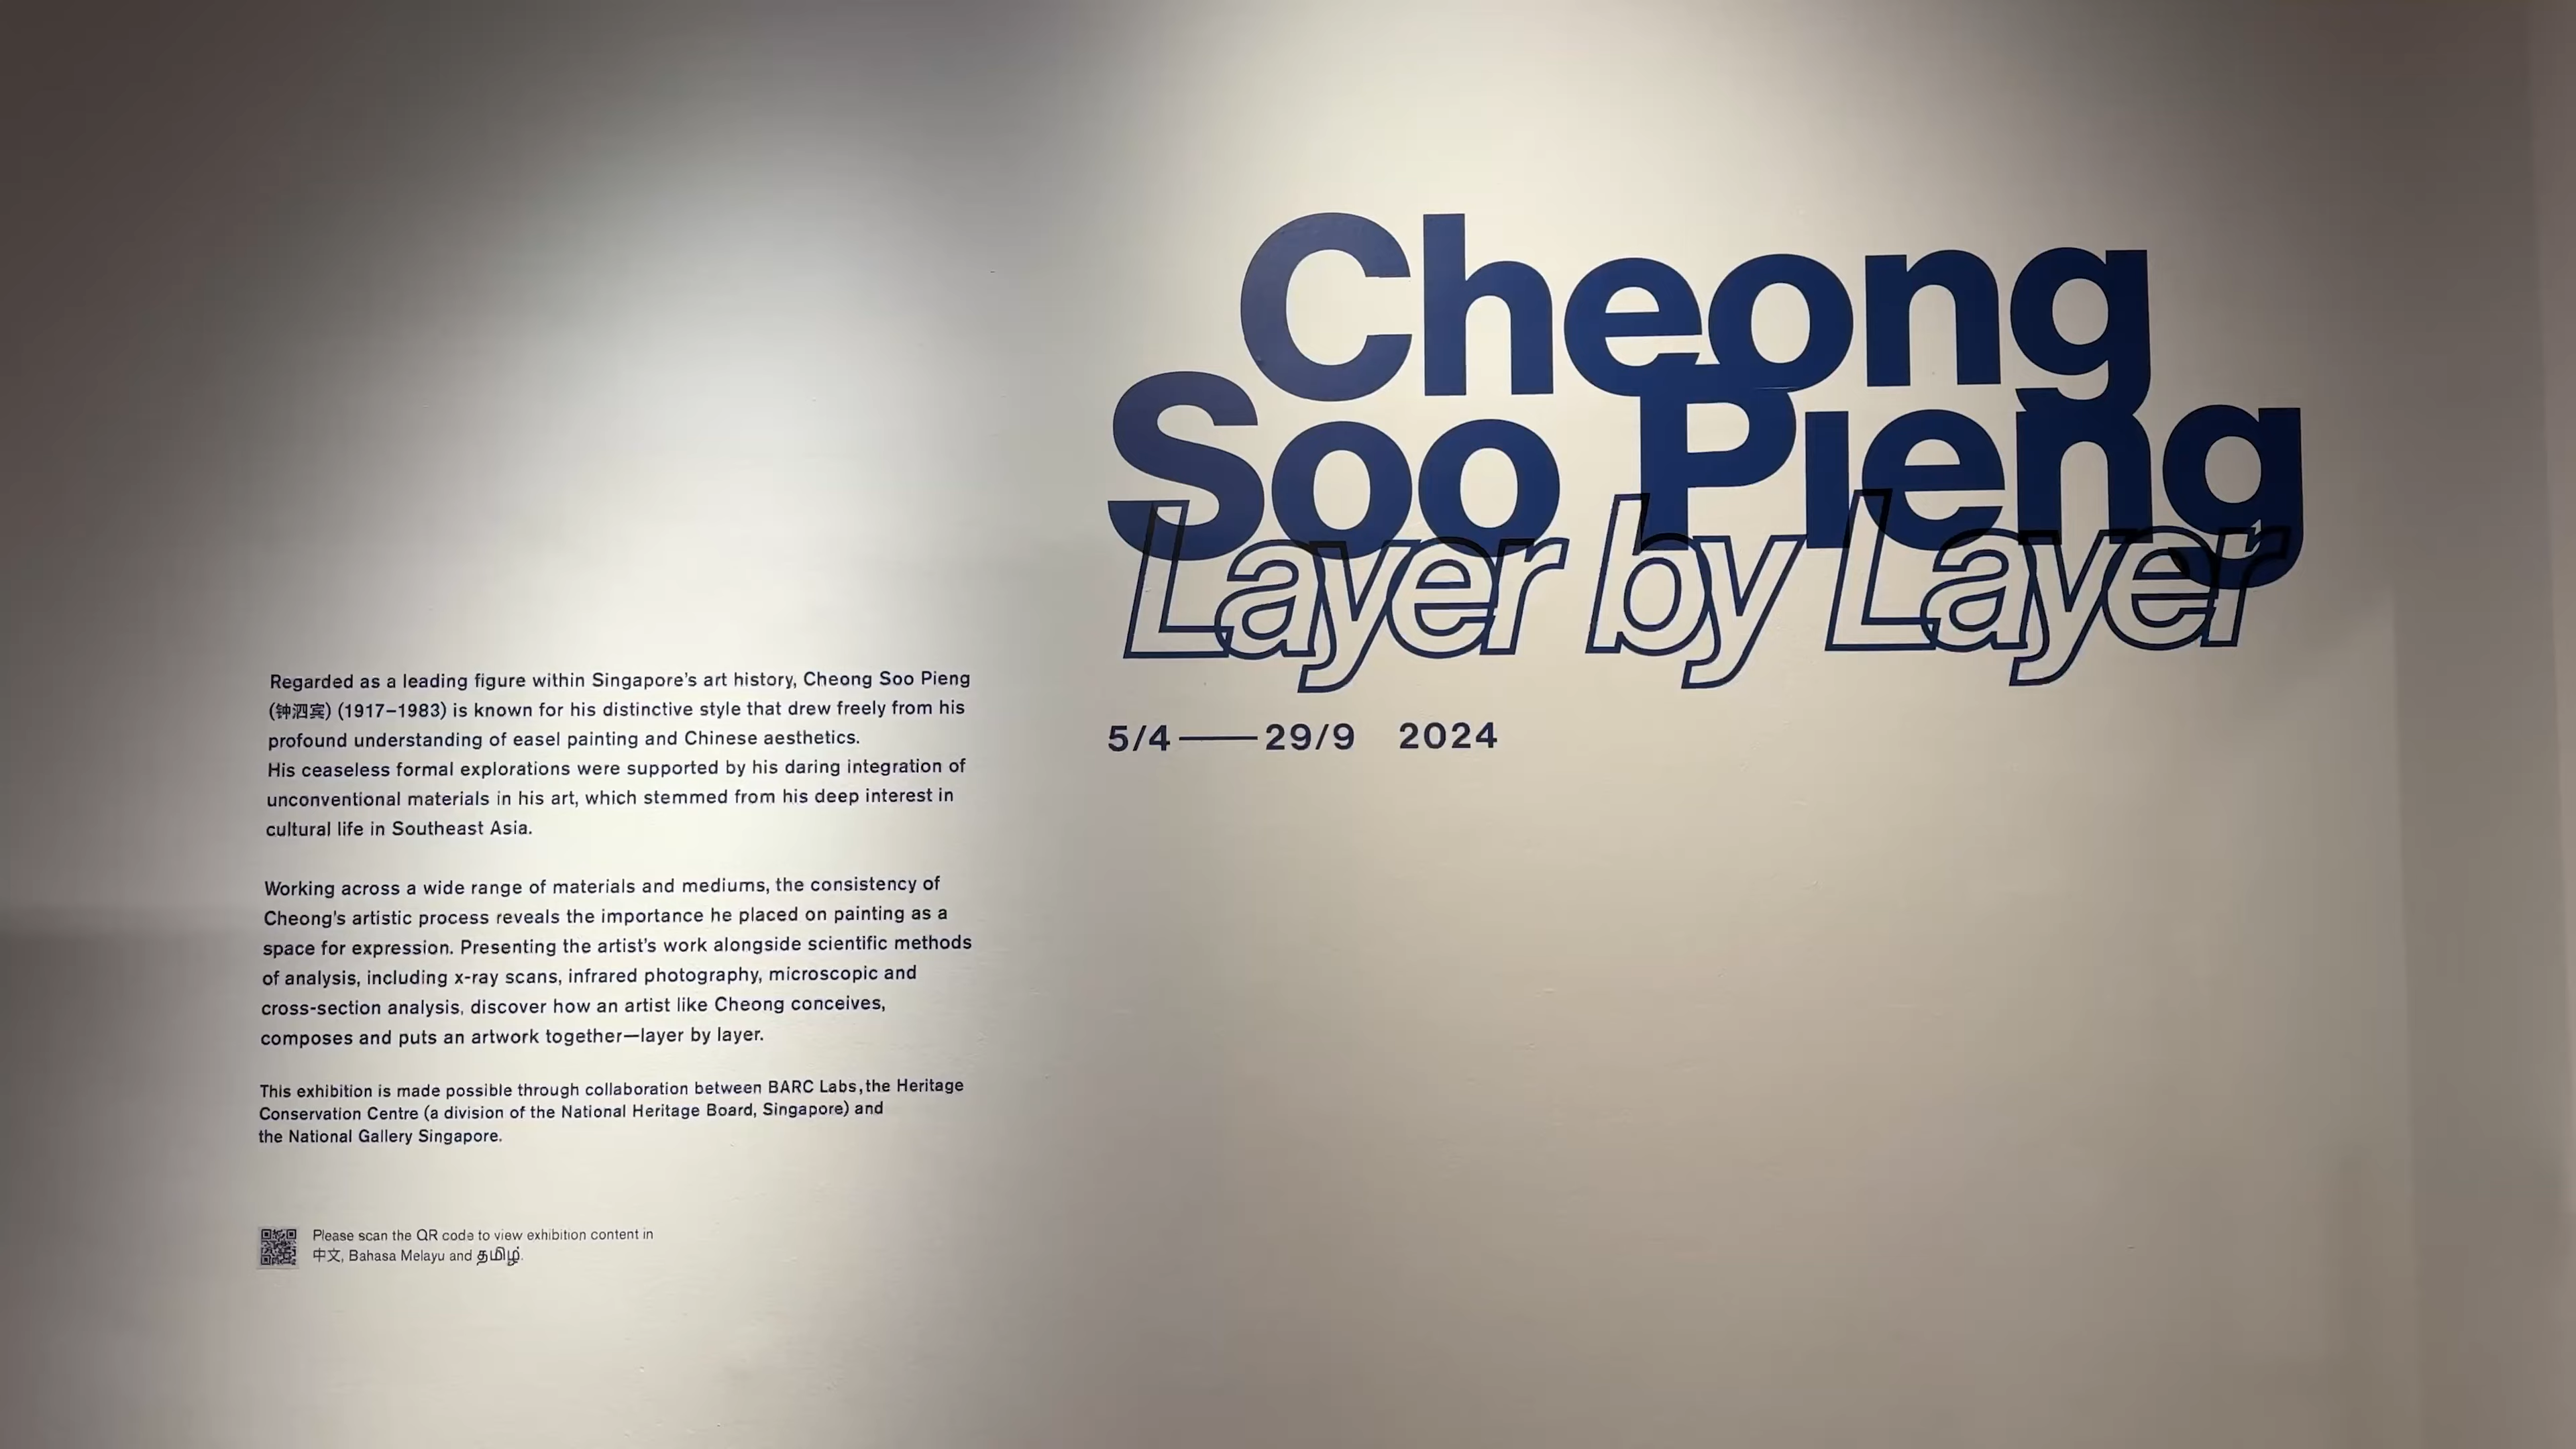 Cheong
Soo Pieng
Layer by Layer
5/4——29/9 2024
Regarded as a leading figure within Singapore's art history, Cheong Soo Pieng
(钟泗宾) (1917–1983) is known for his distinctive style that drew freely from his
profound understanding of easel painting and Chinese aesthetics.
His ceaseless formal explorations were supported by his daring integration of
unconventional materials in his art, which stemmed from his deep interest in
cultural life in Southeast Asia.
Working across a wide range of materials and mediums, the consistency of
Cheong's artistic process reveals the importance he placed on painting as a
space for expression. Presenting the artist's work alongside scientific methods
of analysis, including x-ray scans, infrared photography, microscopic and
cross-section analysis, discover how an artist like Cheong conceives,
composes and puts an artwork together—layer by layer.
This exhibition is made possible through collaboration between BARC Labs, the Heritage
Conservation Centre (a division of the National Heritage Board, Singapore) and
the National Gallery Singapore.
Please scan the QR code to view exhibition content in
中文, Bahasa Melayu and தமிழ்.